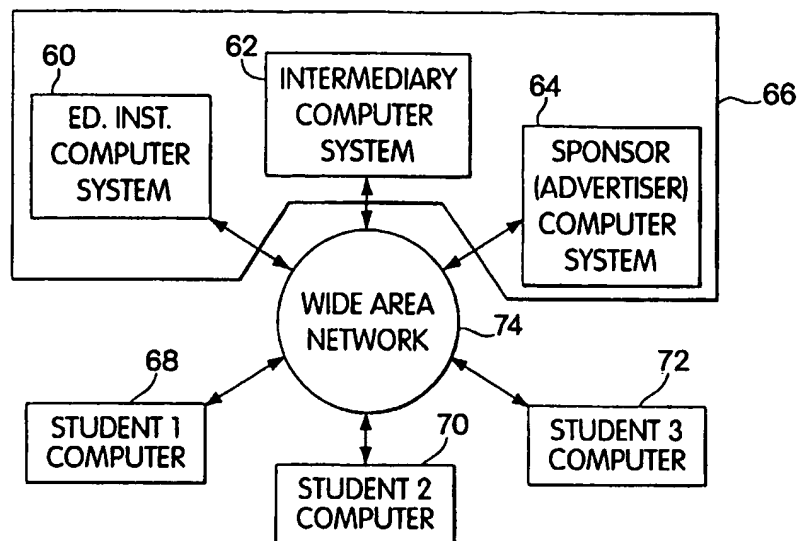 60
ED. INST.
COMPUTER
SYSTEM
62
INTERMEDIARY
COMPUTER
SYSTEM
64
SPONSOR
(ADVERTISER)
COMPUTER
SYSTEM
66
WIDE AREA
NETWORK
74
68
STUDENT 1
COMPUTER
70
STUDENT 2
COMPUTER
72
STUDENT 3
COMPUTER